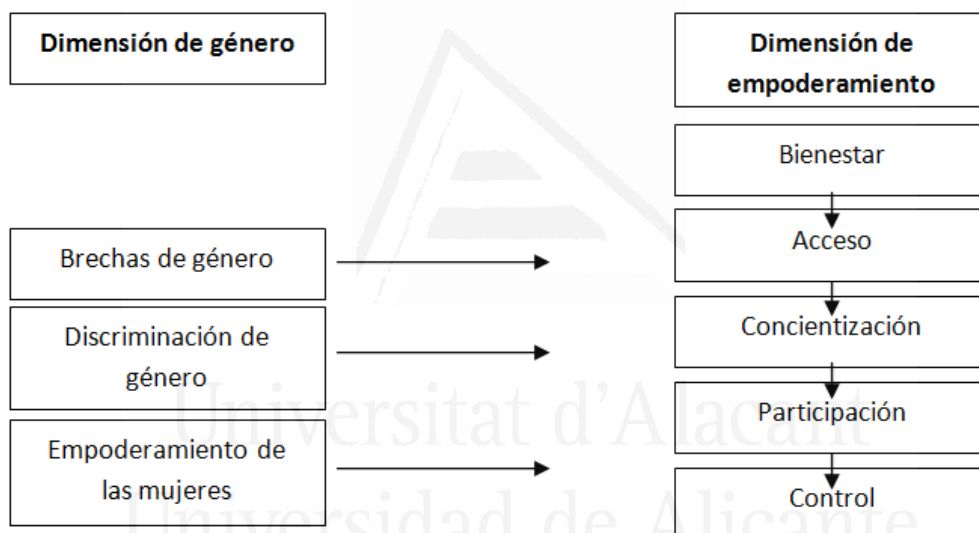 Dimensión de género
Dimensión de
empoderamiento
Bienestar
Acceso
Brechas de género
Concientización
Discriminación de
género
Participación
Empoderamiento de
las mujeres
Control
Universitat d'Alacant
Universidad de Alicante